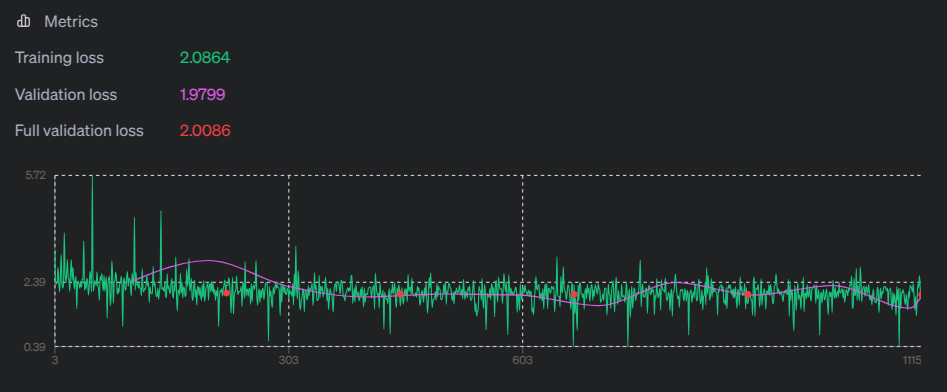 Metrics
Training loss 2.0864
Validation loss 1.9799
Full validation loss 2.0086
5.72
2.39
0.39
3 303 603 1115